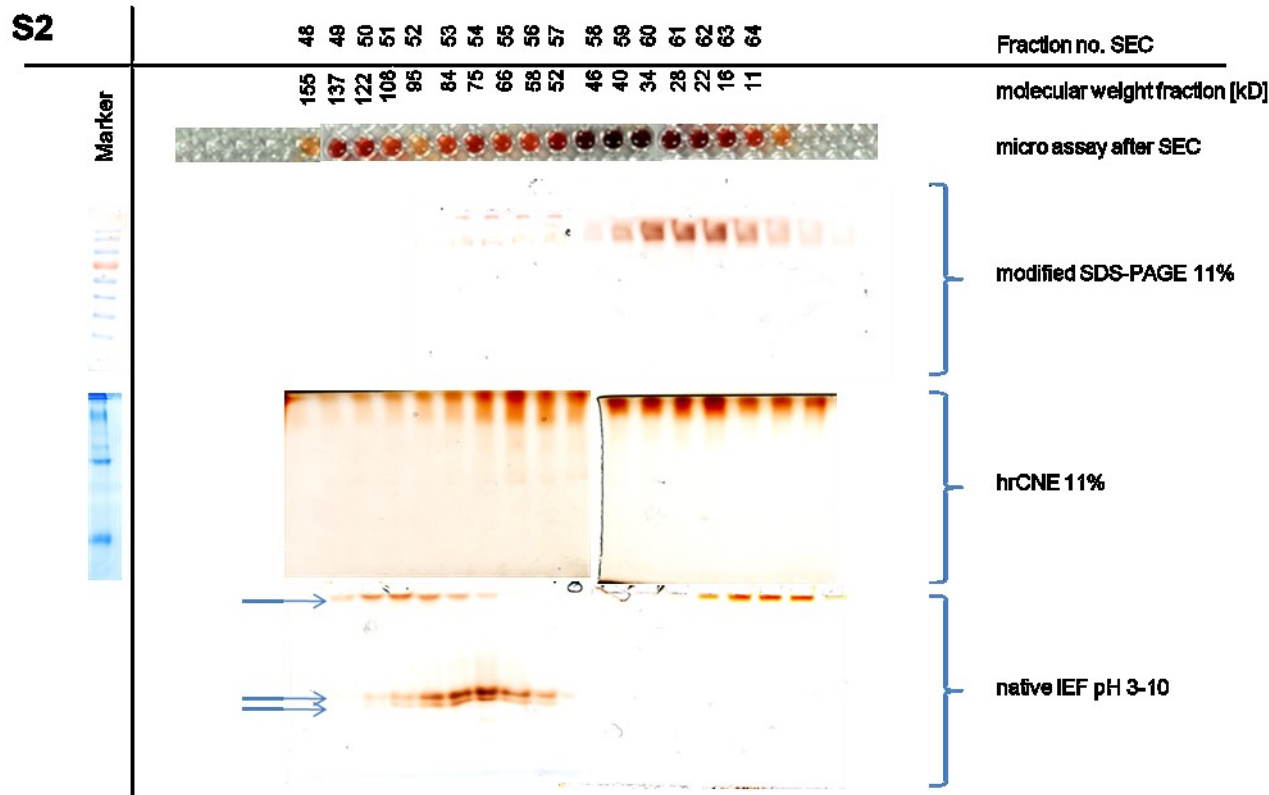 S2
48 49 50 51 52 53 54 55 56 57 58 59 60 61 62 63 64 Fraction no. SEC
155 137 122 108 95 84 75 66 58 52 46 40 34 28 22 16 11 molecular weight fraction [kD]
Marker
micro assay after SEC
modified SDS-PAGE 11%
hrCNE 11%
native IEF pH 3-10